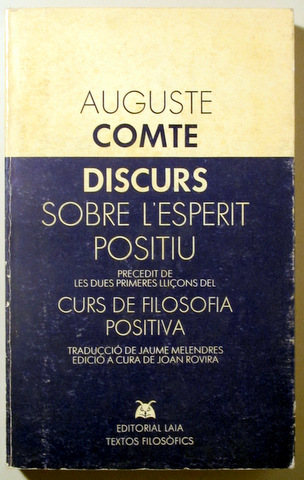 AUGUSTE
COMTE
DISCURS
SOBRE L'ESPERIT
POSITIU
PRECEDIT DE
LES DUES PRIMERES LLIÇONS DEL
CURS DE FILOSOFIA
POSITIVA
TRADUCCIÓ DE JAUME MELENDRES
EDICIÓ A CURA DE JOAN ROVIRA
EDITORIAL LAIA
TEXTOS FILOSÒFICS